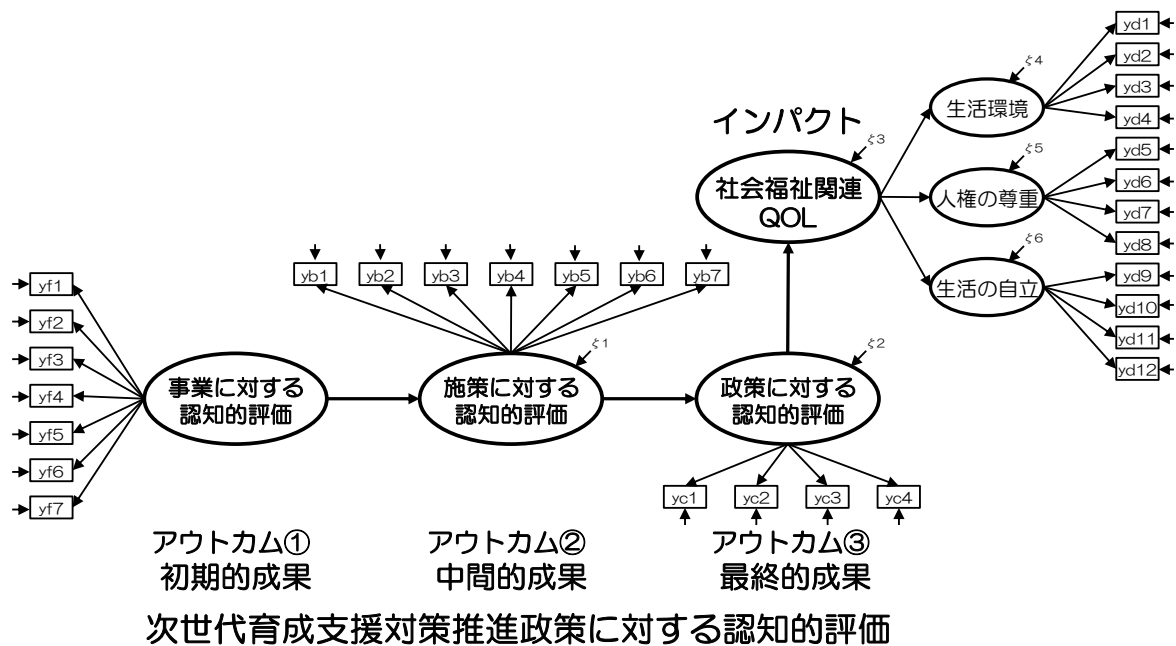 インパクト
社会福祉関連
QOL
ζ3
生活環境
ζ4
人権の尊重
ζ5
生活の自立
ζ6
yd1
yd2
yd3
yd4
yd5
yd6
yd7
yd8
yd9
yd10
yd11
yd12
yb1 yb2 yb3 yb4 yb5 yb6 yb7
yf1
yf2
yf3
yf4
yf5
yf6
yf7
事業に対する
認知的評価
施策に対する
認知的評価
ζ1
政策に対する
認知的評価
ζ2
yc1 yc2 yc3 yc4
アウトカム①
初期的成果
アウトカム②
中間的成果
アウトカム③
最終的成果
次世代育成支援対策推進政策に対する認知的評価